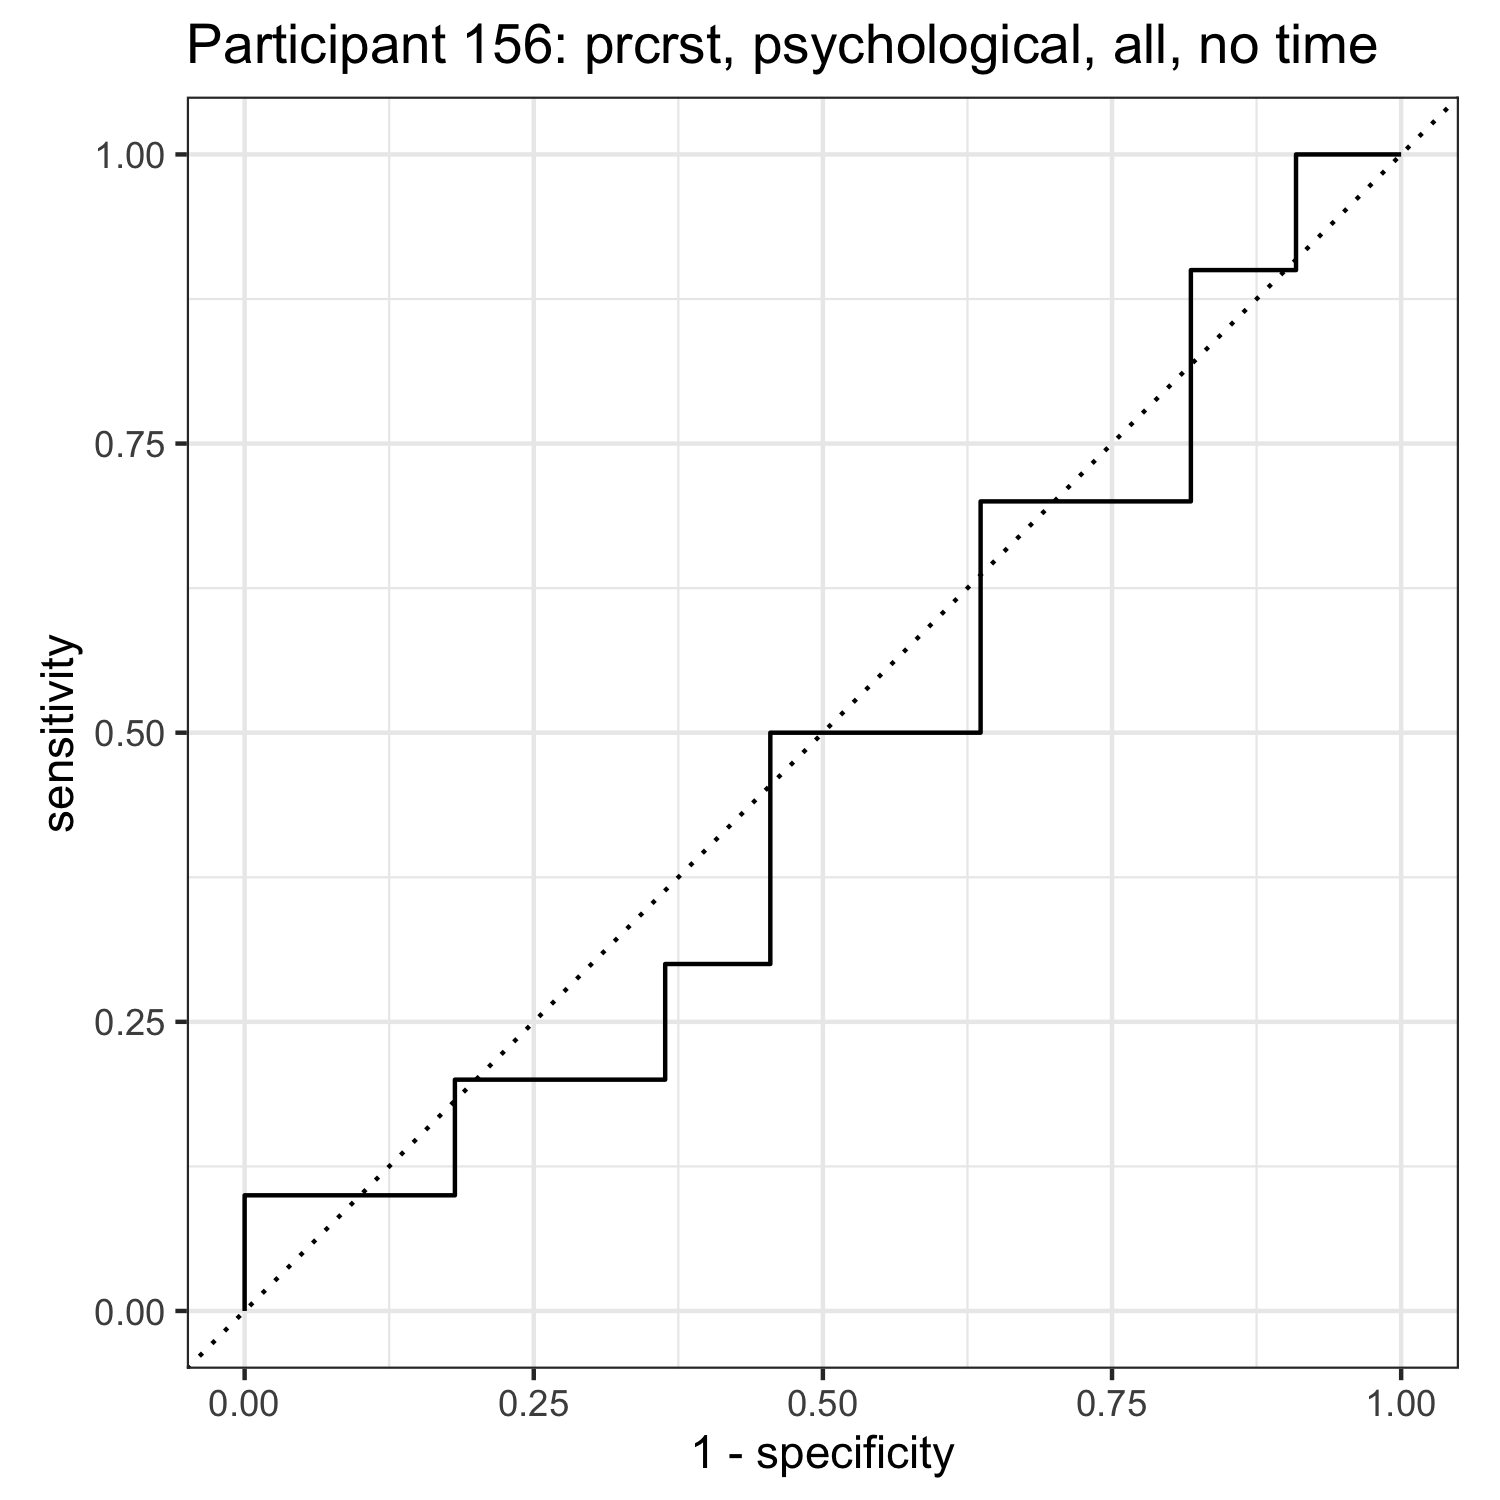 Participant 156: prcrst, psychological, all, no time
1.00
0.75
0.50
0.25
0.00
sensitivity
0.00 0.25 0.50 0.75 1.00
1 - specificity